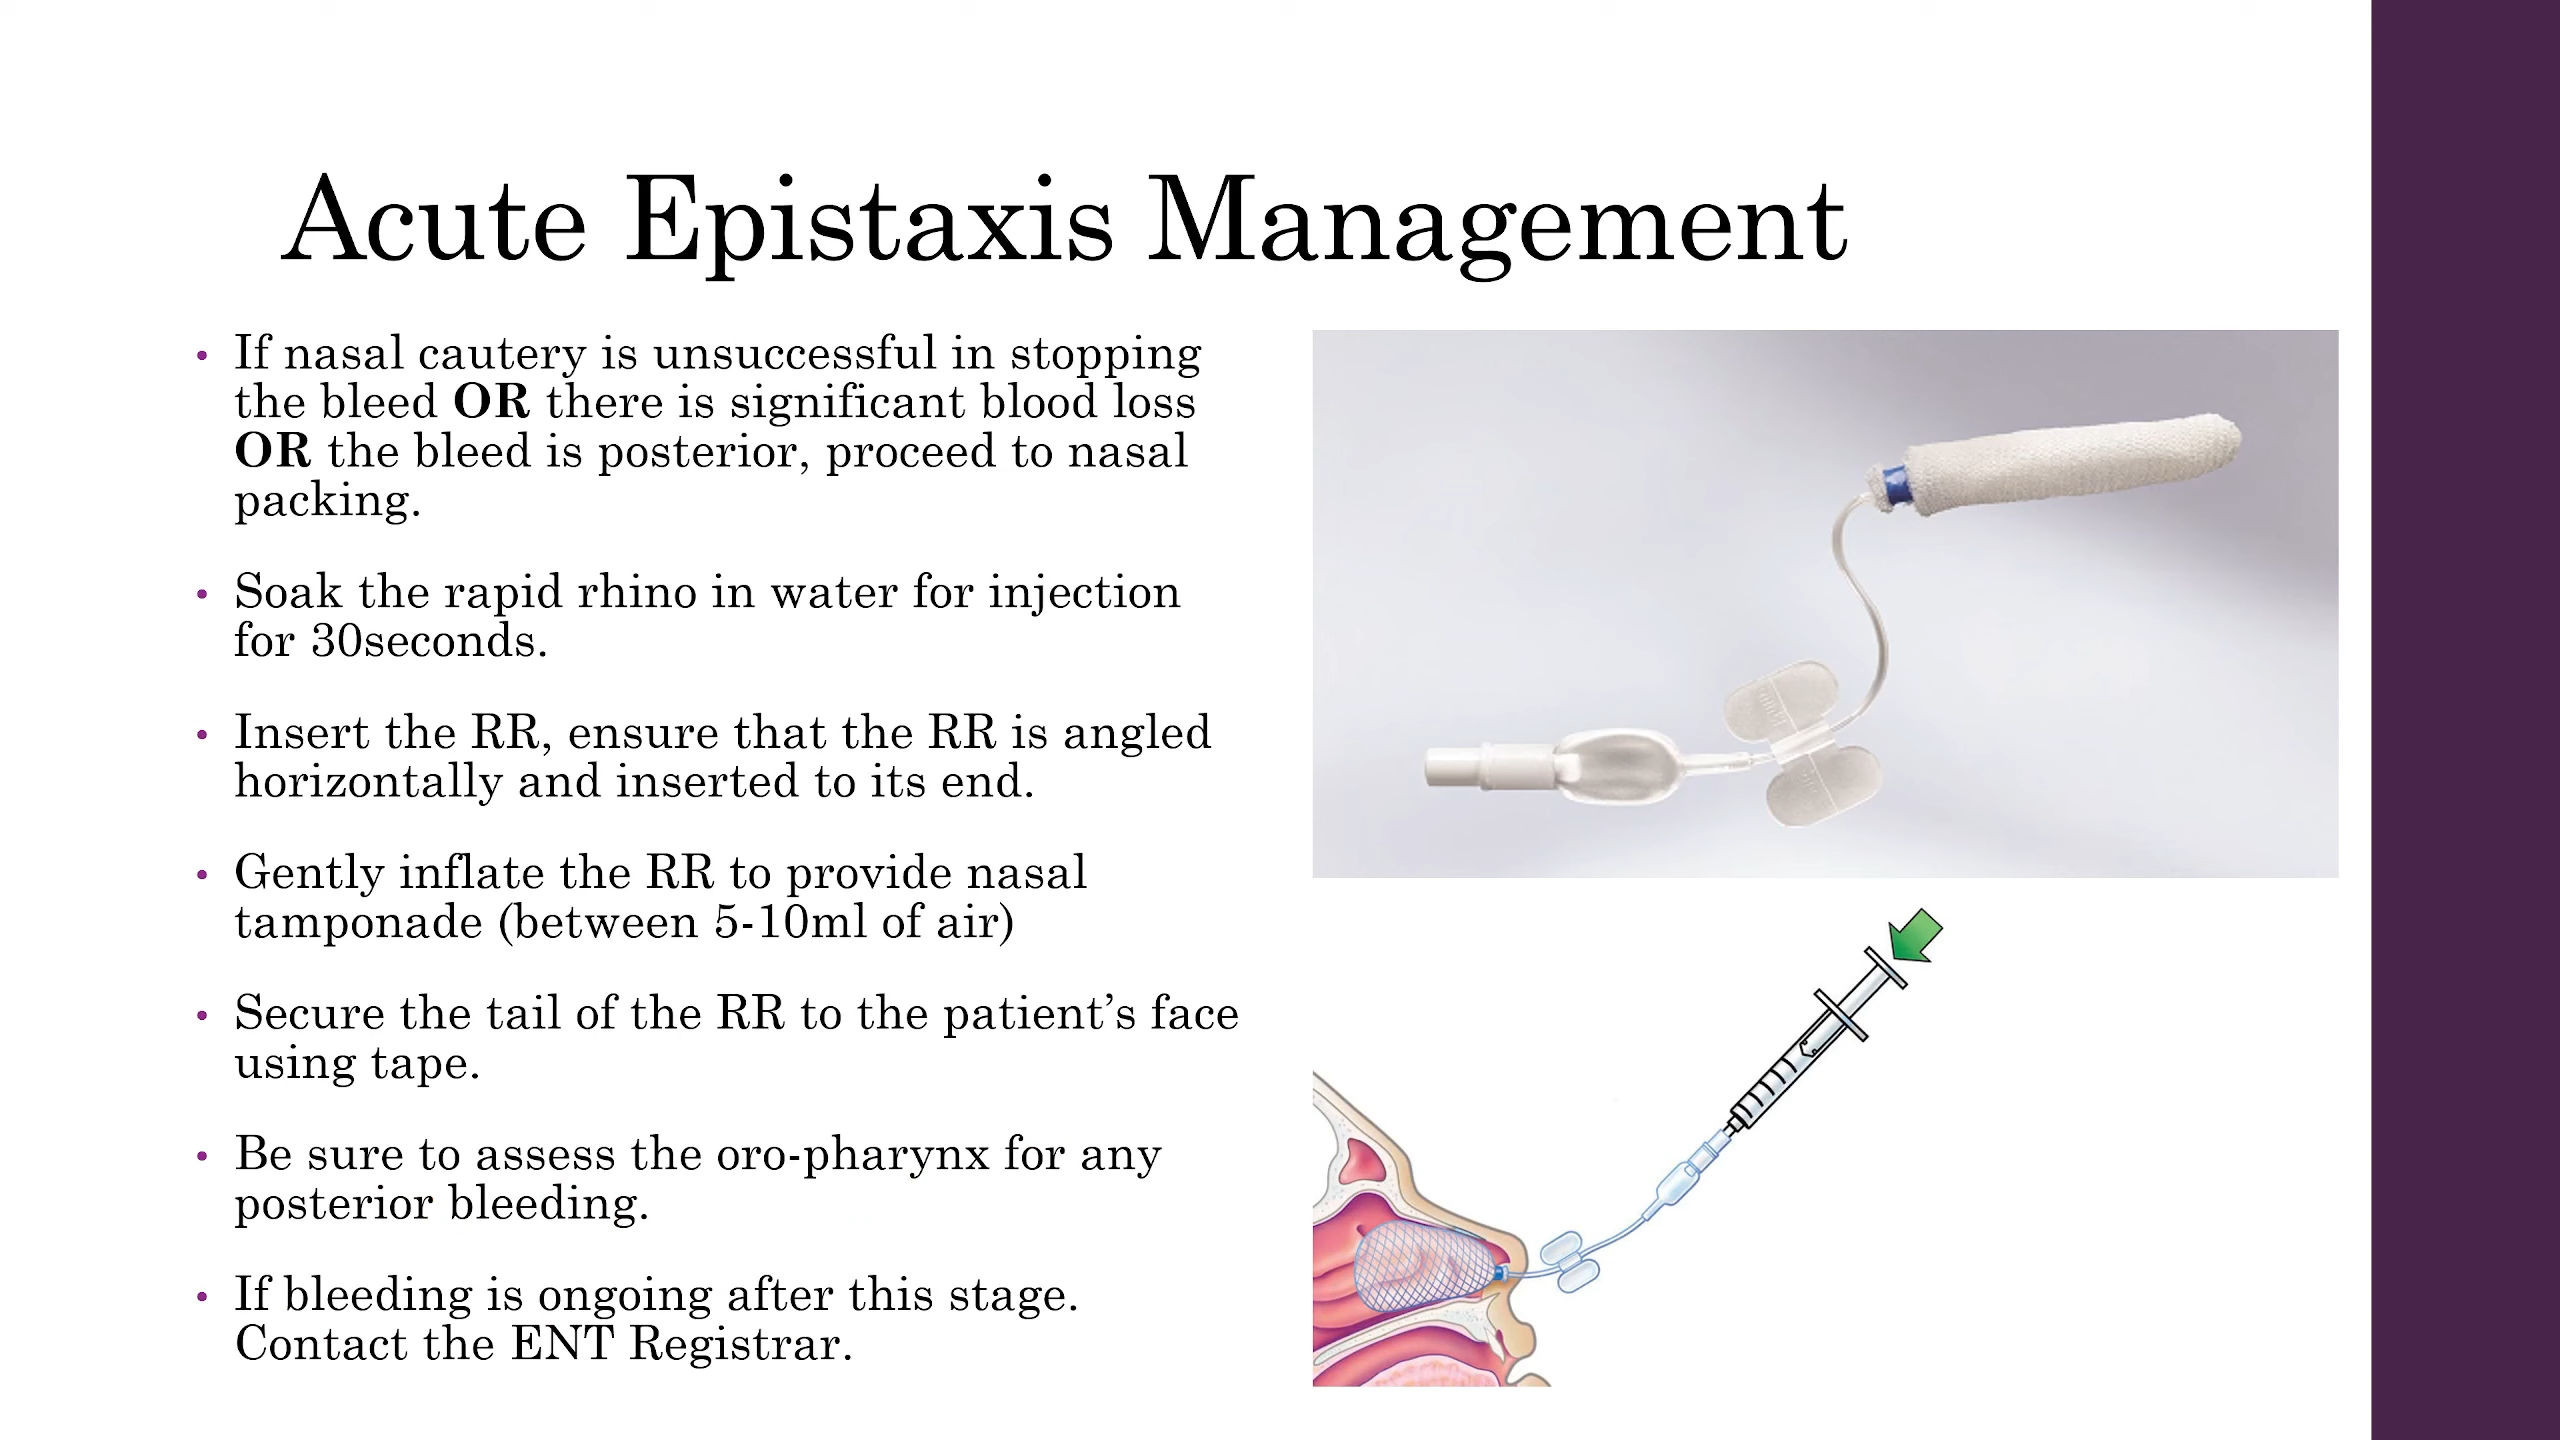 Acute Epistaxis Management
• If nasal cautery is unsuccessful in stopping
the bleed OR there is significant blood loss
OR the bleed is posterior, proceed to nasal
packing.
• Soak the rapid rhino in water for injection
for 30seconds.
• Insert the RR, ensure that the RR is angled
horizontally and inserted to its end.
• Gently inflate the RR to provide nasal
tamponade (between 5-10ml of air)
• Secure the tail of the RR to the patient’s face
using tape.
• Be sure to assess the oro-pharynx for any
posterior bleeding.
• If bleeding is ongoing after this stage.
Contact the ENT Registrar.